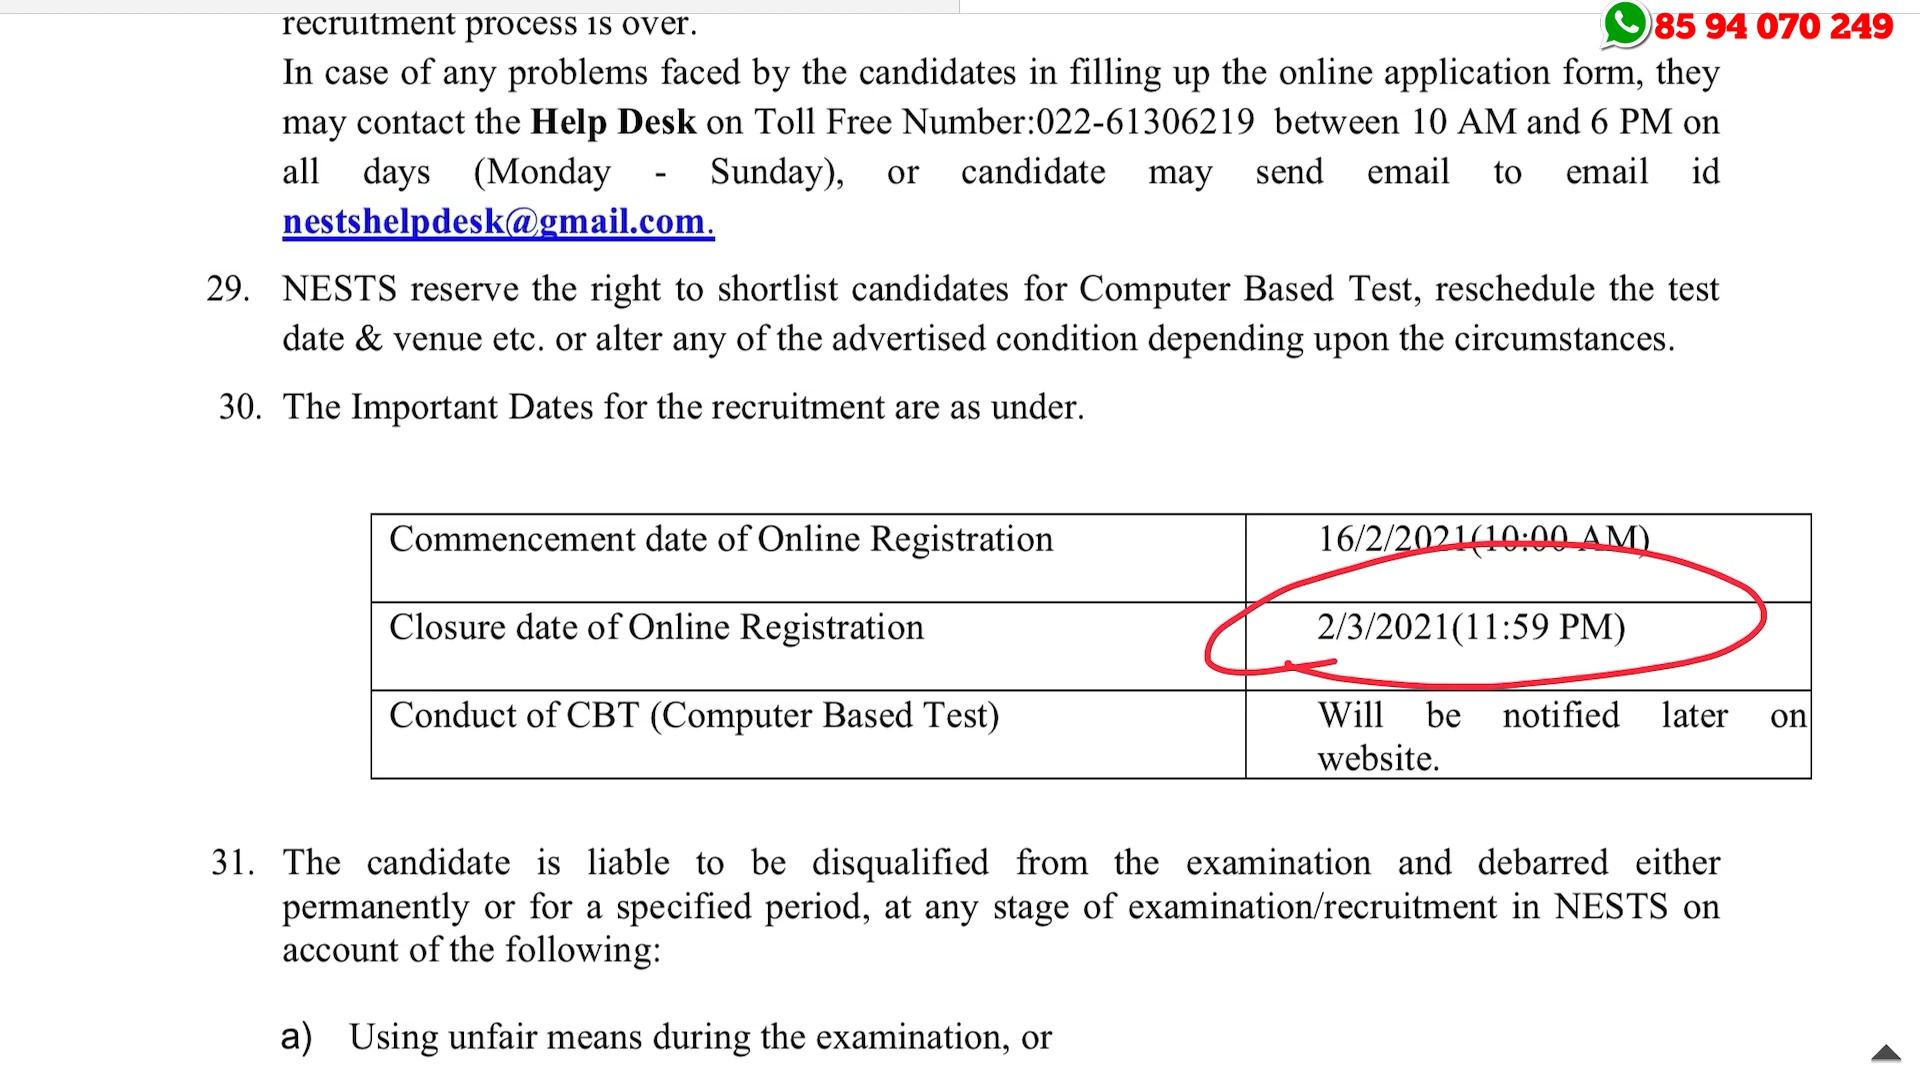 recruitment process is over.
85 94 070 249
In case of any problems faced by the candidates in filling up the online application form, they
may contact the Help Desk on Toll Free Number:022-61306219 between 10 AM and 6 PM on
all days (Monday - Sunday), or candidate may send email to email id
nestshelpdesk@gmail.com.
29. NESTS reserve the right to shortlist candidates for Computer Based Test, reschedule the test
date & venue etc. or alter any of the advertised condition depending upon the circumstances.
30. The Important Dates for the recruitment are as under.
Commencement date of Online Registration 16/2/2021(10:00 AM)
Closure date of Online Registration 2/3/2021(11:59 PM)
Conduct of CBT (Computer Based Test) Will be notified later on
website.
31. The candidate is liable to be disqualified from the examination and debarred either
permanently or for a specified period, at any stage of examination/recruitment in NESTS on
account of the following:
a) Using unfair means during the examination, or